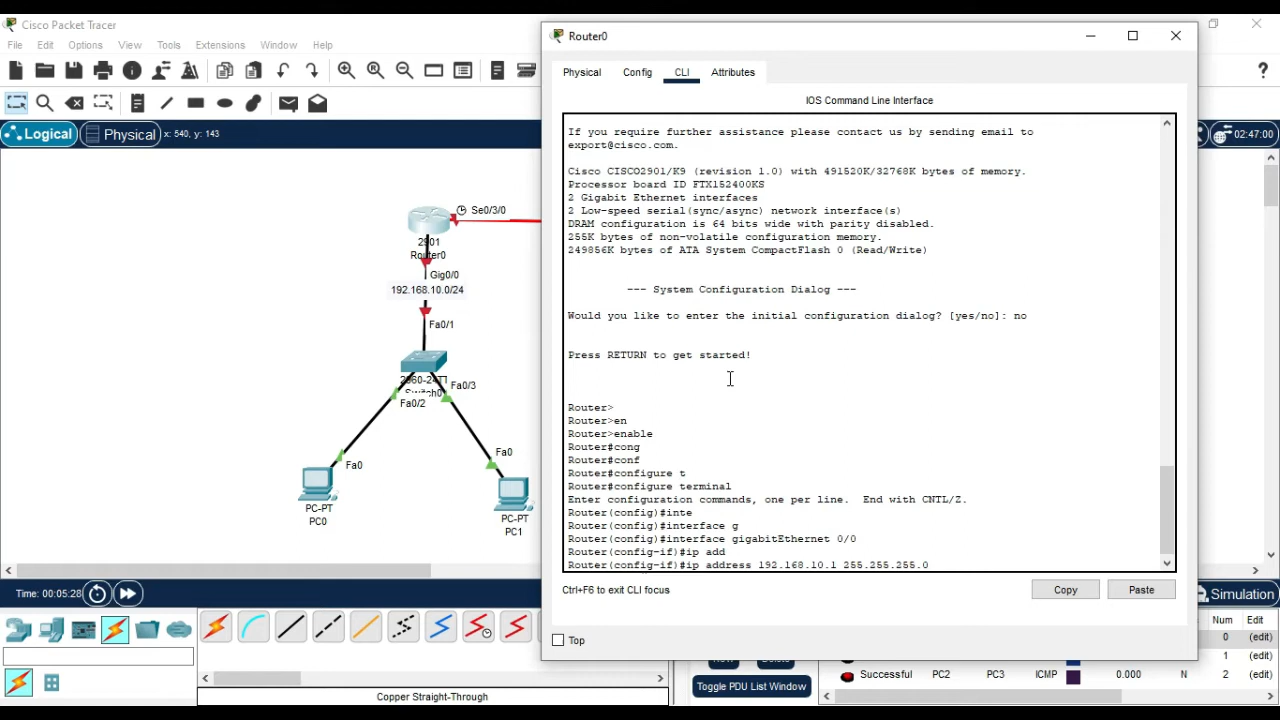 Cisco Packet Tracer
File Edit Options View Tools Extensions Window Help
Logical Physical x: 540, y: 143
02:47:00
Se0/3/0
2901
Router0
Gig0/0
192.168.10.0/24
Fa0/1
2960-24TT
Switch0
Fa0/3
Fa0/2
Fa0
Fa0
PC-PT
PC0
PC-PT
PC1
Router0
Physical Config CLI Attributes
IOS Command Line Interface
If you require further assistance please contact us by sending email to
export@cisco.com.
Cisco CISCO2901/K9 (revision 1.0) with 491520K/32768K bytes of memory.
Processor board ID FTX152400KS
2 Gigabit Ethernet interfaces
2 Low-speed serial(sync/async) network interface(s)
DRAM configuration is 64 bits wide with parity disabled.
255K bytes of non-volatile configuration memory.
249856K bytes of ATA System CompactFlash 0 (Read/Write)
--- System Configuration Dialog ---
Would you like to enter the initial configuration dialog? [yes/no]: no
Press RETURN to get started!
Router>
Router>en
Router>enable
Router#cong
Router#conf
Router#configure t
Router#configure terminal
Enter configuration commands, one per line. End with CNTL/Z.
Router(config)#inte
Router(config)#interface g
Router(config)#interface gigabitEthernet 0/0
Router(config-if)#ip add
Router(config-if)#ip address 192.168.10.1 255.255.255.0
Ctrl+F6 to exit CLI focus
Copy Paste
Top
Time: 00:05:28
Simulation
Copper Straight-Through
Toggle PDU List Window
Num Edit
0 (edit)
1 (edit)
Successful PC2 PC3 ICMP 0.000 N 2 (edit)